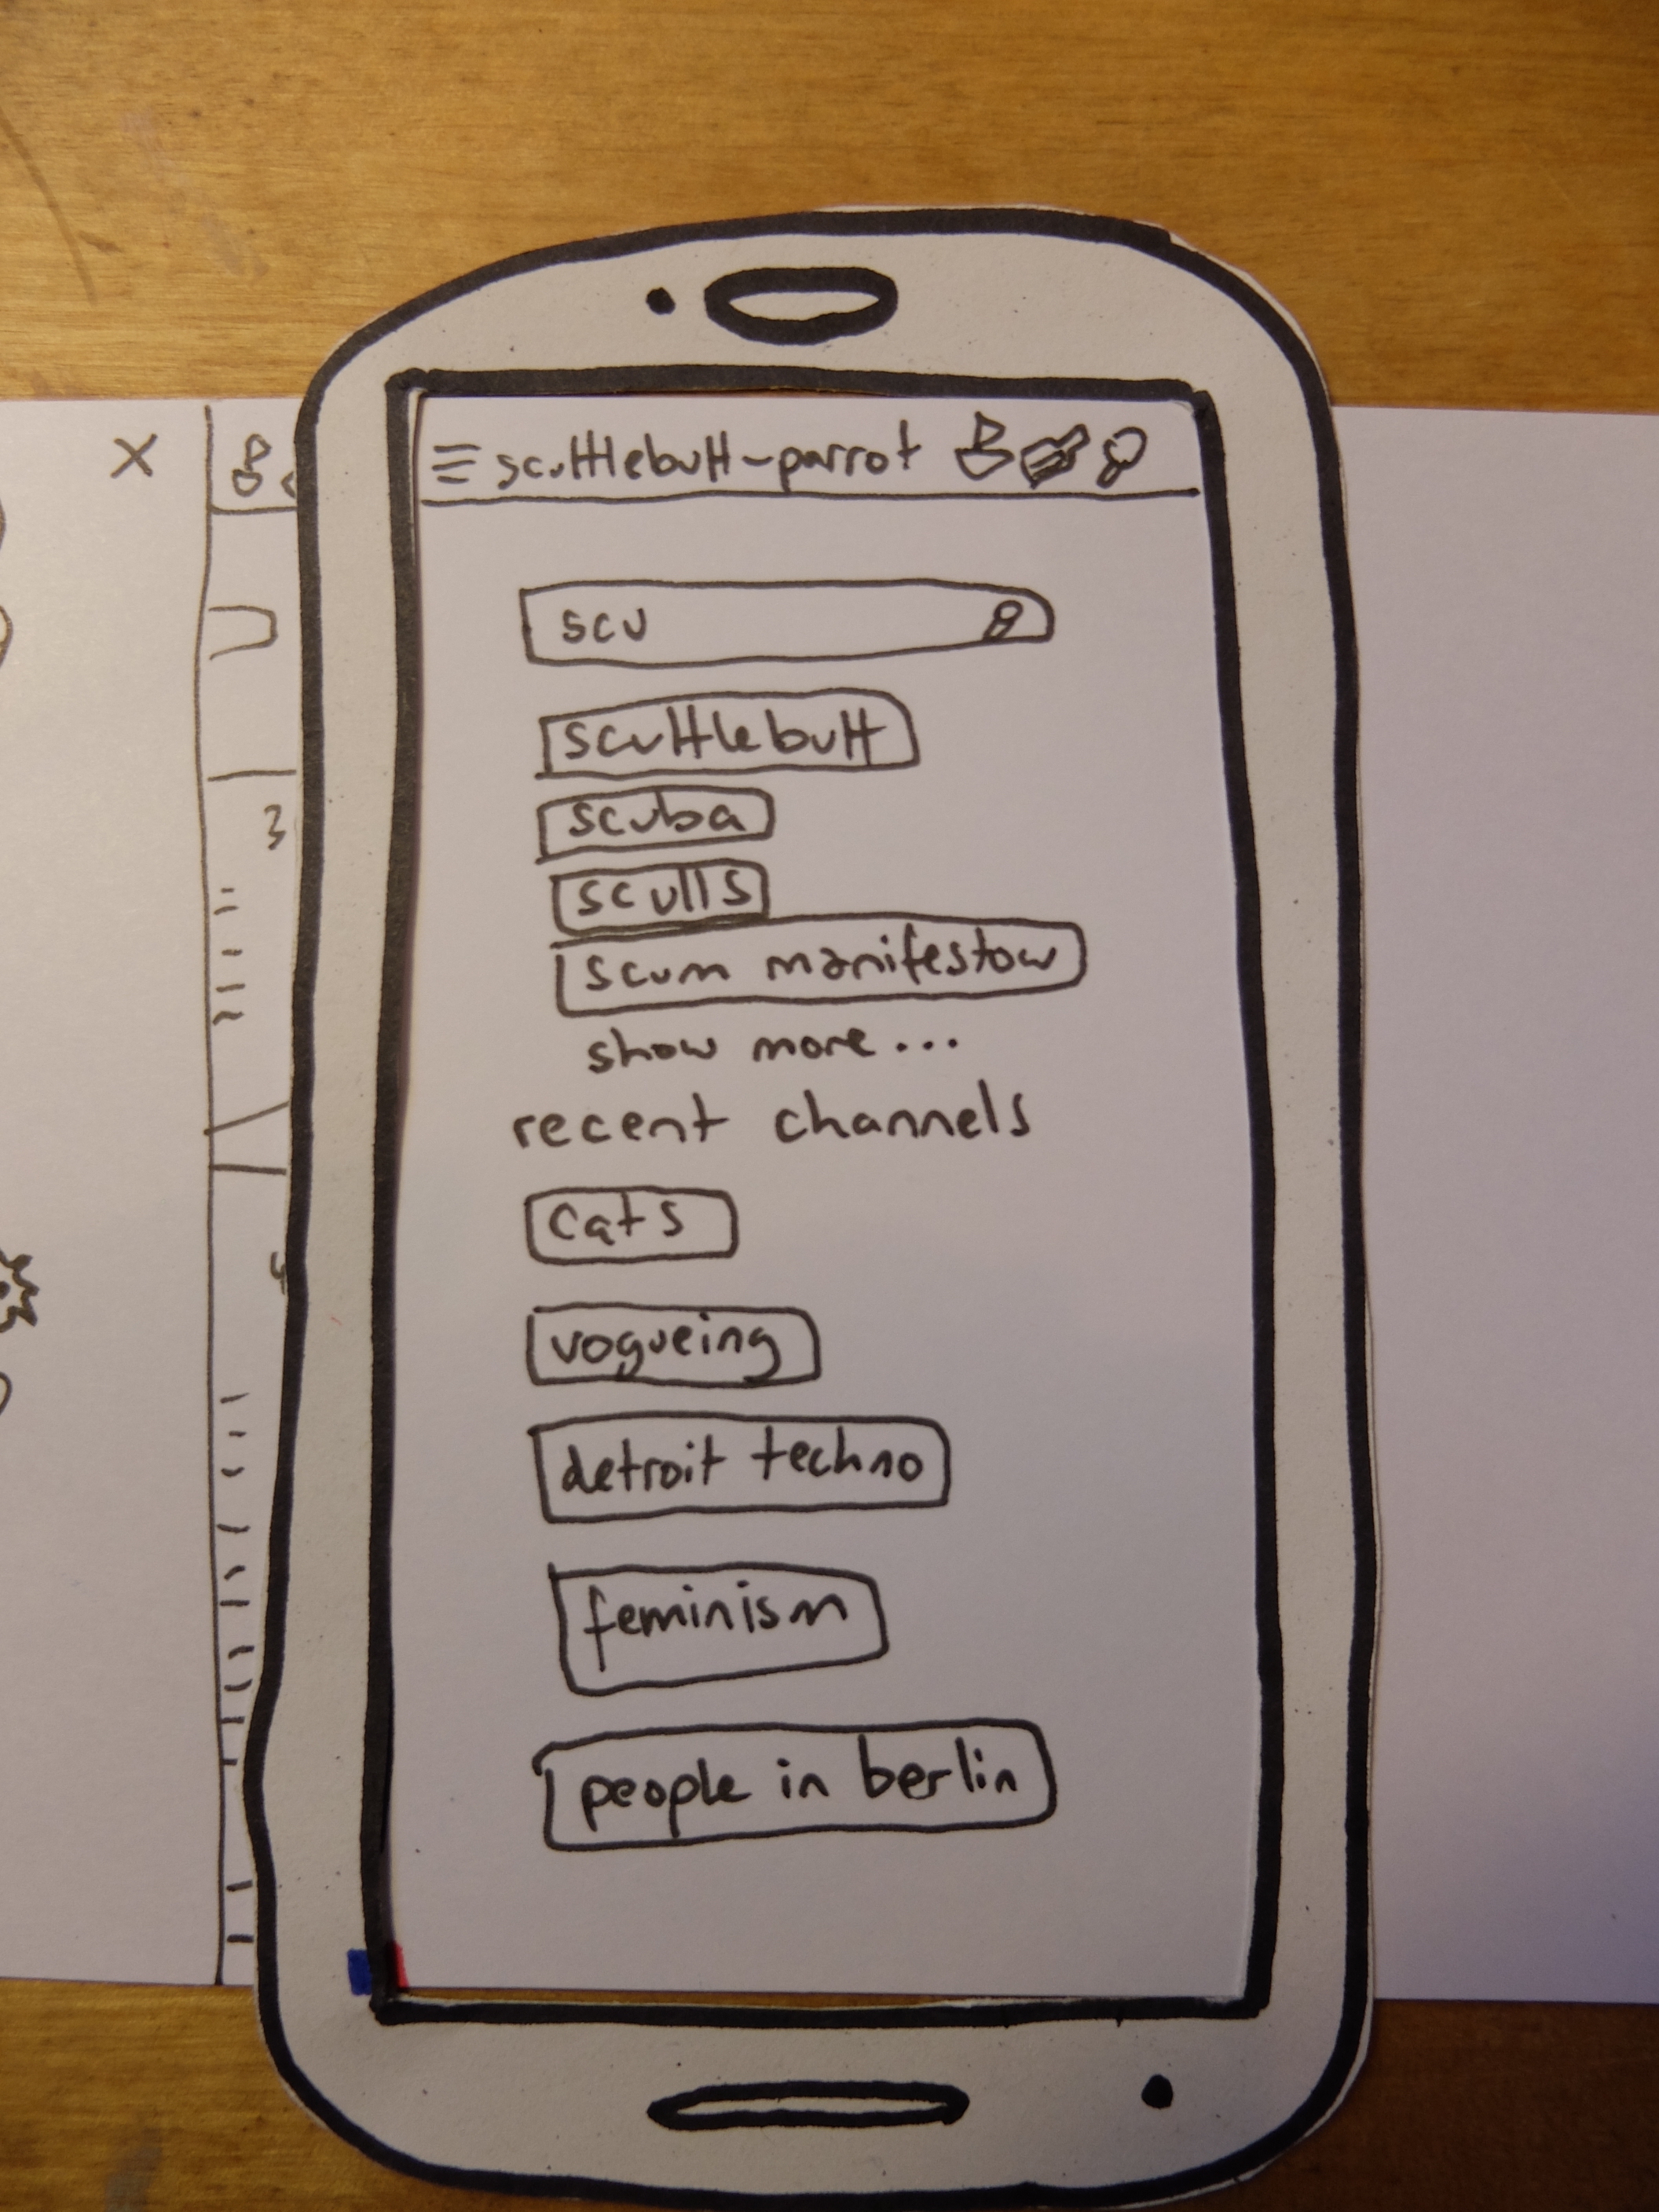 scuttlebutt-parrot
scu
scuttlebutt
scuba
sculls
scum manifestow
show more...
recent channels
cats
vogueing
detroit techno
feminism
people in berlin
X
3